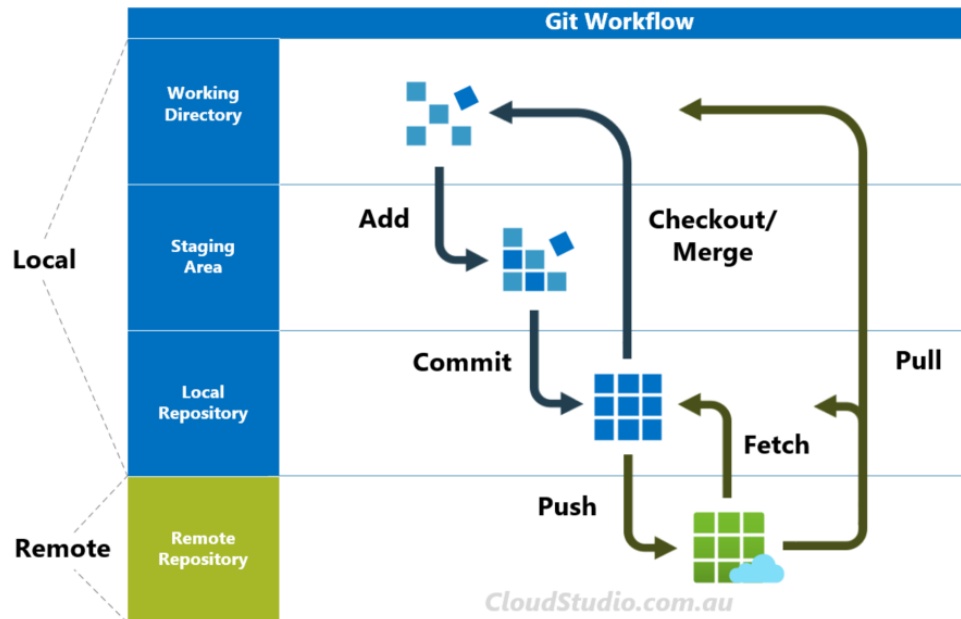 Git Workflow
Working
Directory
Add
Checkout/
Merge
Local
Staging
Area
Commit
Pull
Local
Repository
Fetch
Push
Remote
Remote
Repository
CloudStudio.com.au